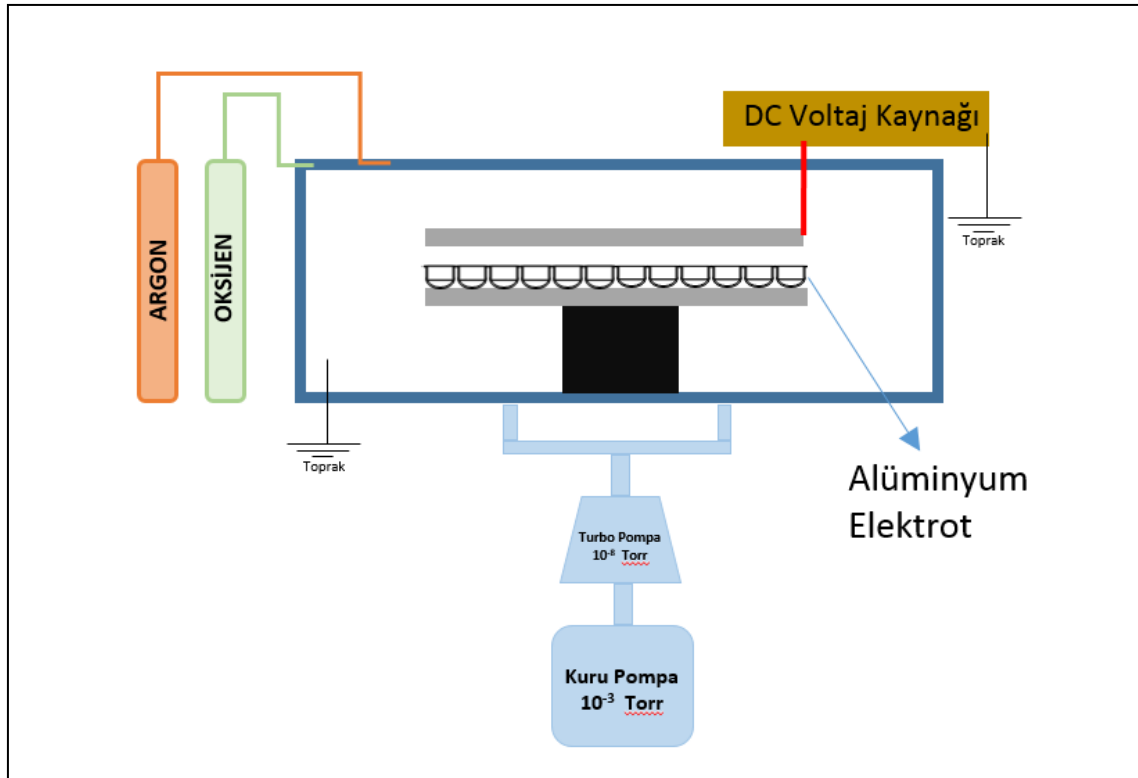 DC Voltaj Kaynağı
ARGON
OKSİJEN
Toprak
Toprak
Alüminyum
Elektrot
Turbo Pompa
10⁻⁸ Torr
Kuru Pompa
10⁻³ Torr